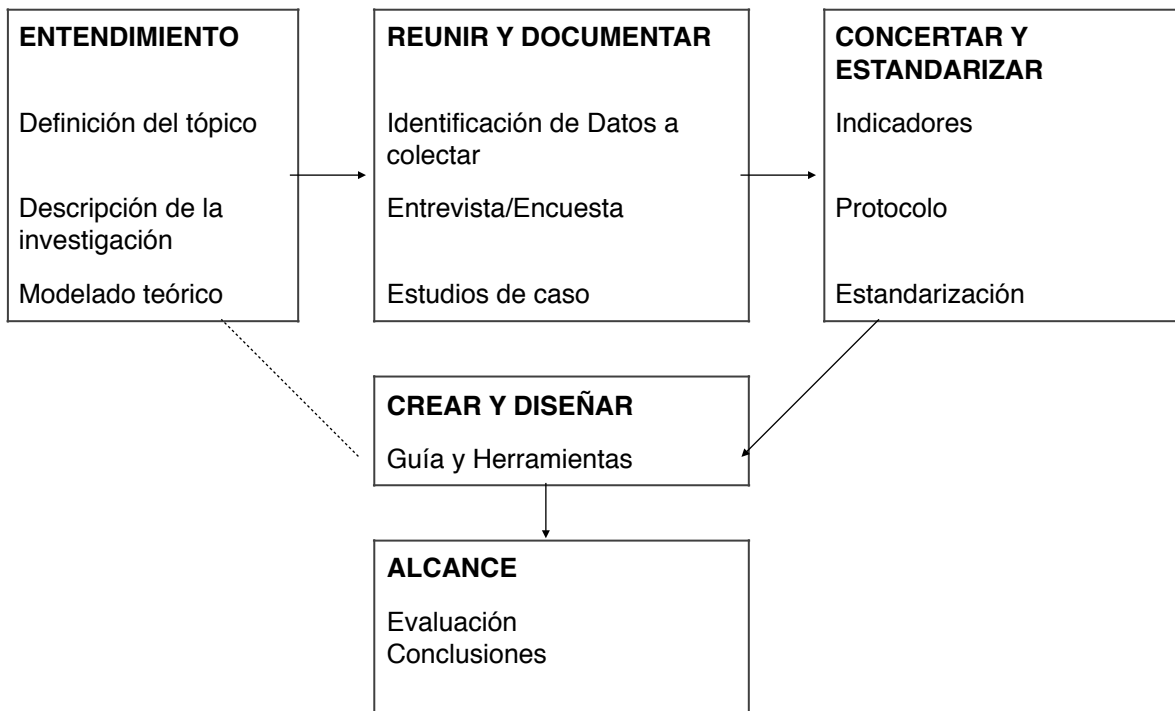 ENTENDIMIENTO
Definición del tópico
Descripción de la
investigación
Modelado teórico
REUNIR Y DOCUMENTAR
Identificación de Datos a
colectar
Entrevista/Encuesta
Estudios de caso
CONCERTAR Y
ESTANDARIZAR
Indicadores
Protocolo
Estandarización
CREAR Y DISEÑAR
Guía y Herramientas
ALCANCE
Evaluación
Conclusiones